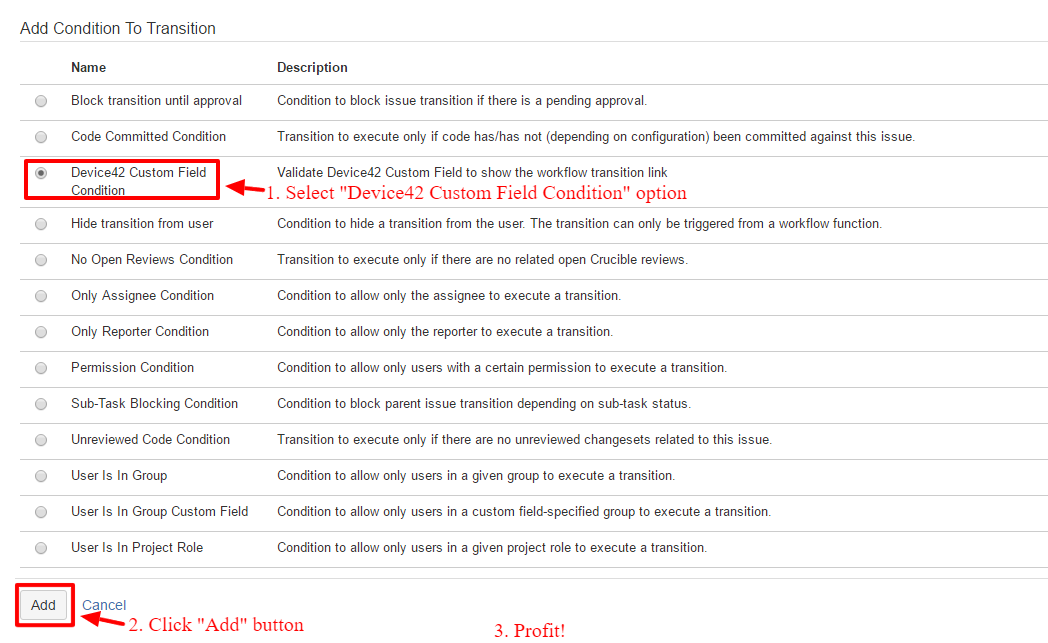 Add Condition To Transition
Name Description
Block transition until approval Condition to block issue transition if there is a pending approval.
Code Committed Condition Transition to execute only if code has/has not (depending on configuration) been committed against this issue.
Device42 Custom Field Validate Device42 Custom Field to show the workflow transition link
Condition
1. Select "Device42 Custom Field Condition" option
Hide transition from user Condition to hide a transition from the user. The transition can only be triggered from a workflow function.
No Open Reviews Condition Transition to execute only if there are no related open Crucible reviews.
Only Assignee Condition Condition to allow only the assignee to execute a transition.
Only Reporter Condition Condition to allow only the reporter to execute a transition.
Permission Condition Condition to allow only users with a certain permission to execute a transition.
Sub-Task Blocking Condition Condition to block parent issue transition depending on sub-task status.
Unreviewed Code Condition Transition to execute only if there are no unreviewed changesets related to this issue.
User Is In Group Condition to allow only users in a given group to execute a transition.
User Is In Group Custom Field Condition to allow only users in a custom field-specified group to execute a transition.
User Is In Project Role Condition to allow only users in a given project role to execute a transition.
Add Cancel
2. Click "Add" button
3. Profit!